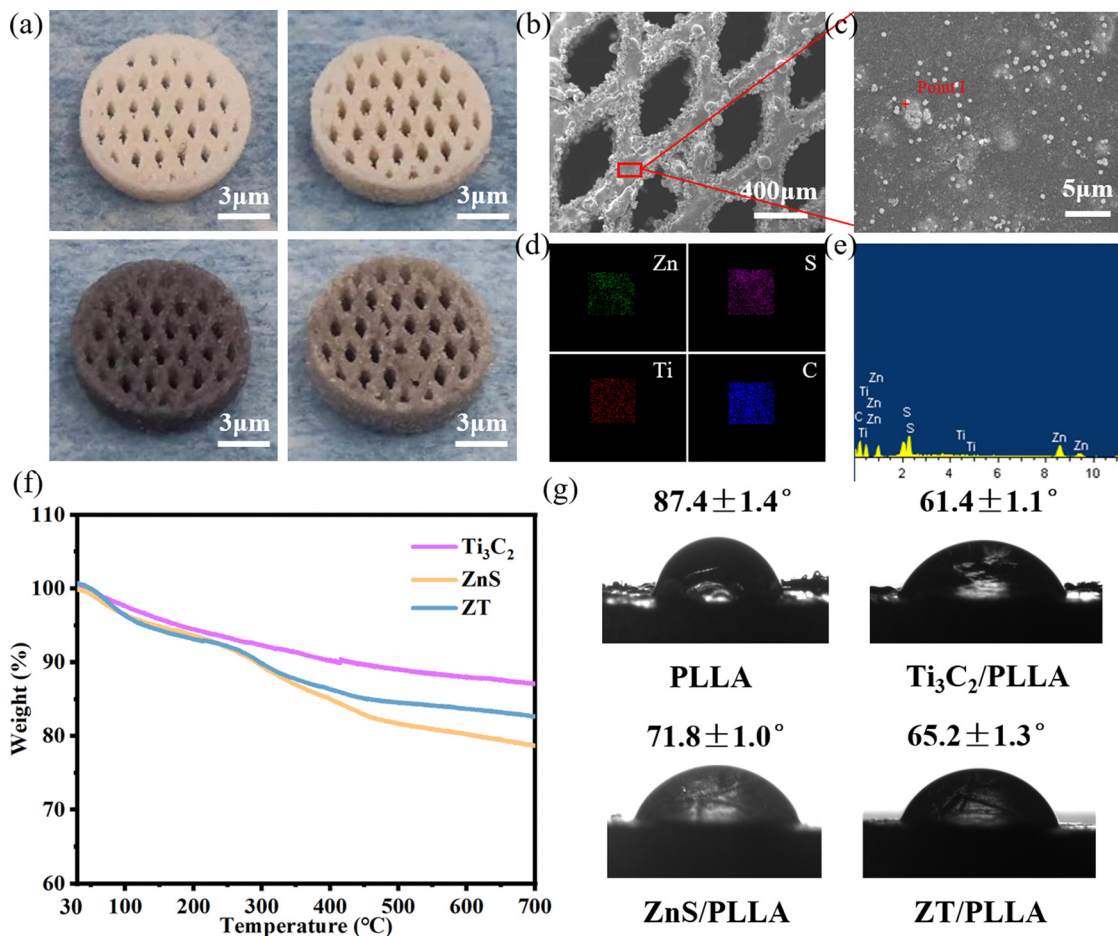 (a)
3μm
3μm
3μm
3μm
(b)
400μm
(c)
Point 1
5μm
(d)
Zn
S
Ti
C
(e)
Zn
Ti
Zn
C
Zn
Ti
S
S
Ti
Ti
Zn
Zn
2
4
6
8
10
(f)
110
100
90
80
70
60
Weight (%)
Ti₃C₂
ZnS
ZT
30
100
200
300
400
500
600
700
Temperature (°C)
(g)
87.4±1.4°
61.4±1.1°
PLLA
Ti₃C₂/PLLA
71.8±1.0°
65.2±1.3°
ZnS/PLLA
ZT/PLLA